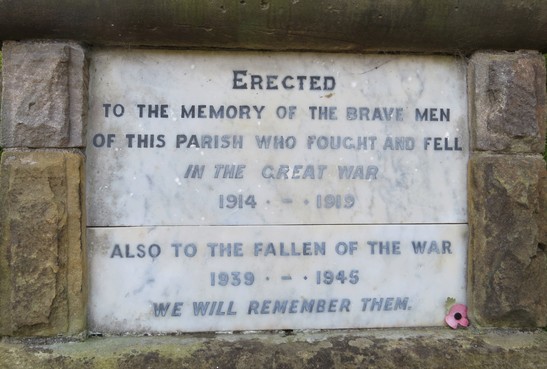 ERECTED
TO THE MEMORY OF THE BRAVE MEN
OF THIS PARISH WHO FOUGHT AND FELL
IN THE GREAT WAR
1914 · – · 1919
ALSO TO THE FALLEN OF THE WAR
1939 · – · 1945
WE WILL REMEMBER THEM.